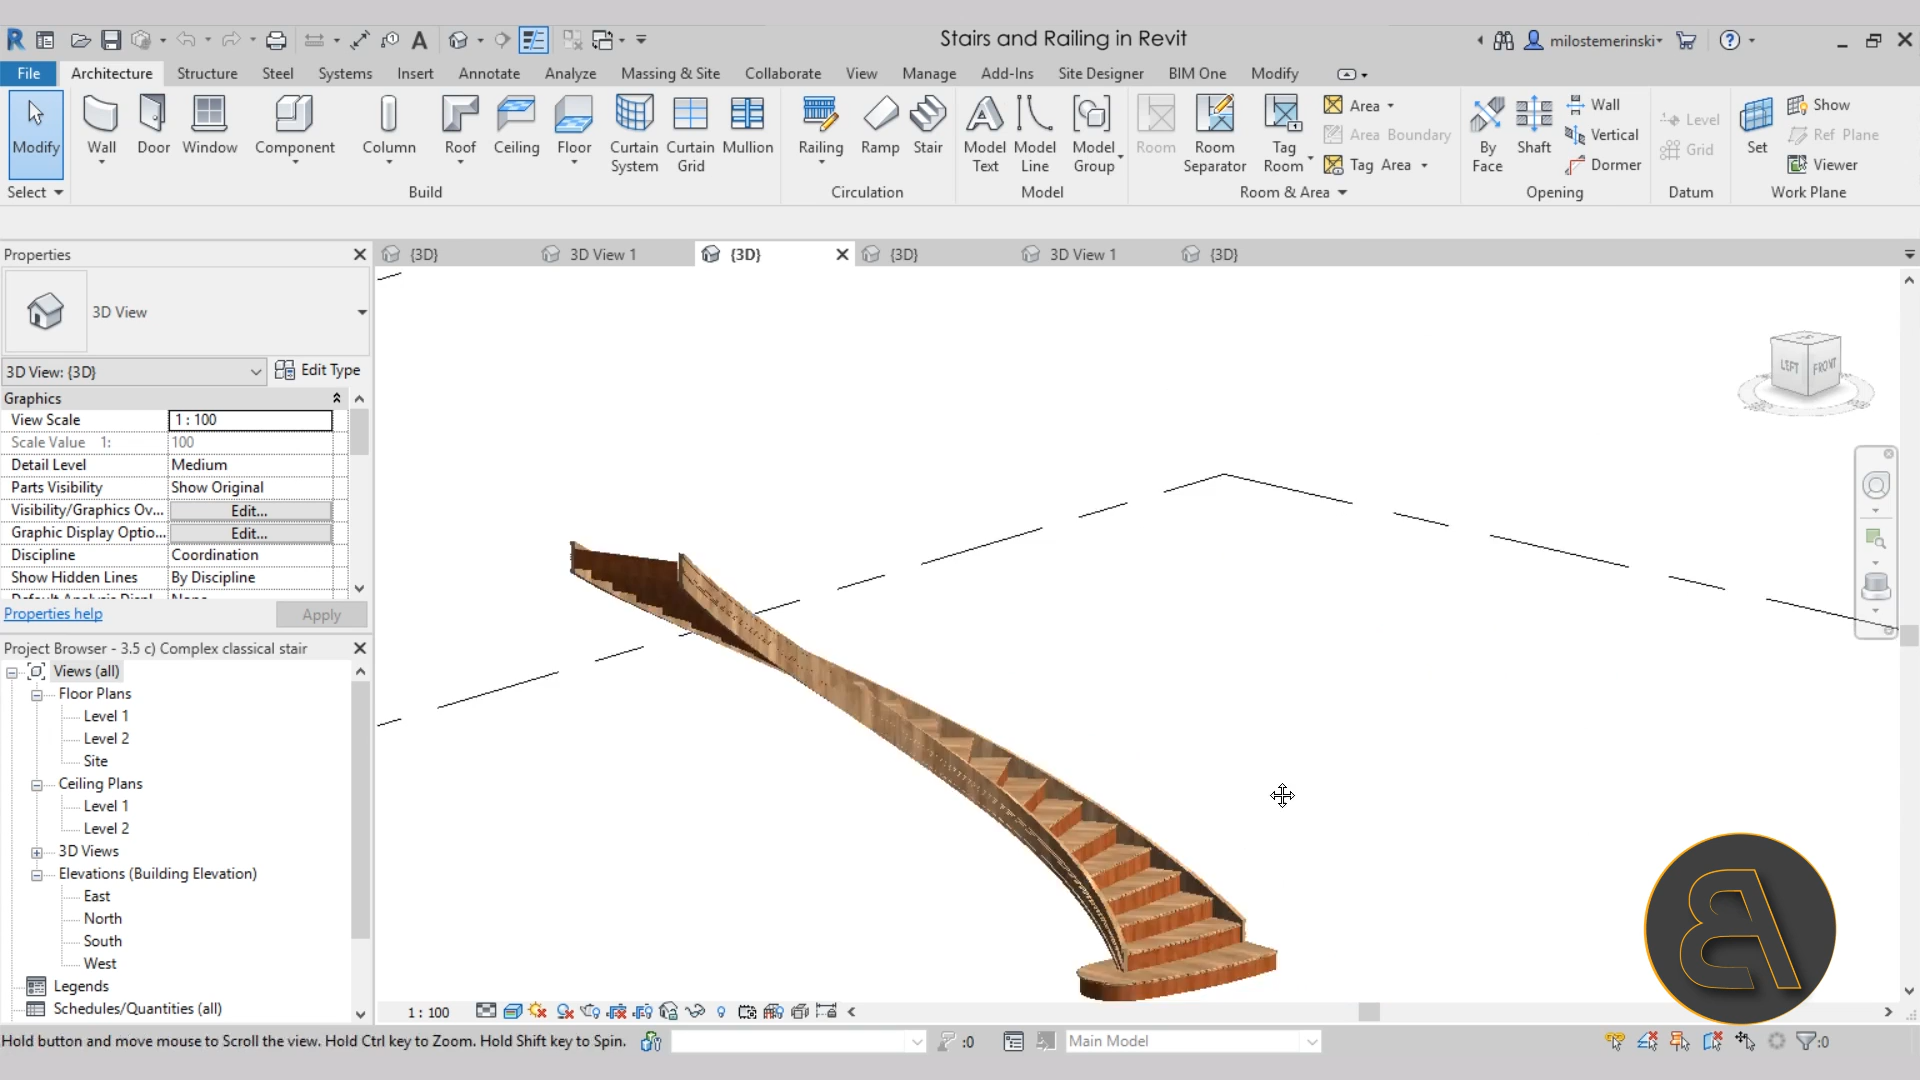 Stairs and Railing in Revit
milostemerinski
File Architecture Structure Steel Systems Insert Annotate Analyze Massing & Site Collaborate View Manage Add-Ins Site Designer BIM One Modify
Modify
Select
Wall Door Window Component Column Roof Ceiling Floor Curtain System Curtain Grid Mullion
Build
Railing Ramp Stair
Circulation
Model Text Model Line Model Group
Model
Room Room Separator Tag Room
Area
Area Boundary
Tag Area
Room & Area
By Face Shaft
Wall
Vertical
Dormer
Opening
Level
Grid
Datum
Set
Show
Ref Plane
Viewer
Work Plane
Properties
{3D} 3D View 1 {3D} {3D} 3D View 1 {3D}
3D View
3D View: {3D} Edit Type
Graphics
View Scale 1 : 100
Scale Value 1: 100
Detail Level Medium
Parts Visibility Show Original
Visibility/Graphics Ov... Edit...
Graphic Display Optio... Edit...
Discipline Coordination
Show Hidden Lines By Discipline
Properties help Apply
LEFT FRONT
Project Browser - 3.5 c) Complex classical stair
Views (all)
Floor Plans
Level 1
Level 2
Site
Ceiling Plans
Level 1
Level 2
3D Views
Elevations (Building Elevation)
East
North
South
West
Legends
Schedules/Quantities (all)
1 : 100
Hold button and move mouse to Scroll the view. Hold Ctrl key to Zoom. Hold Shift key to Spin. :0 Main Model :0